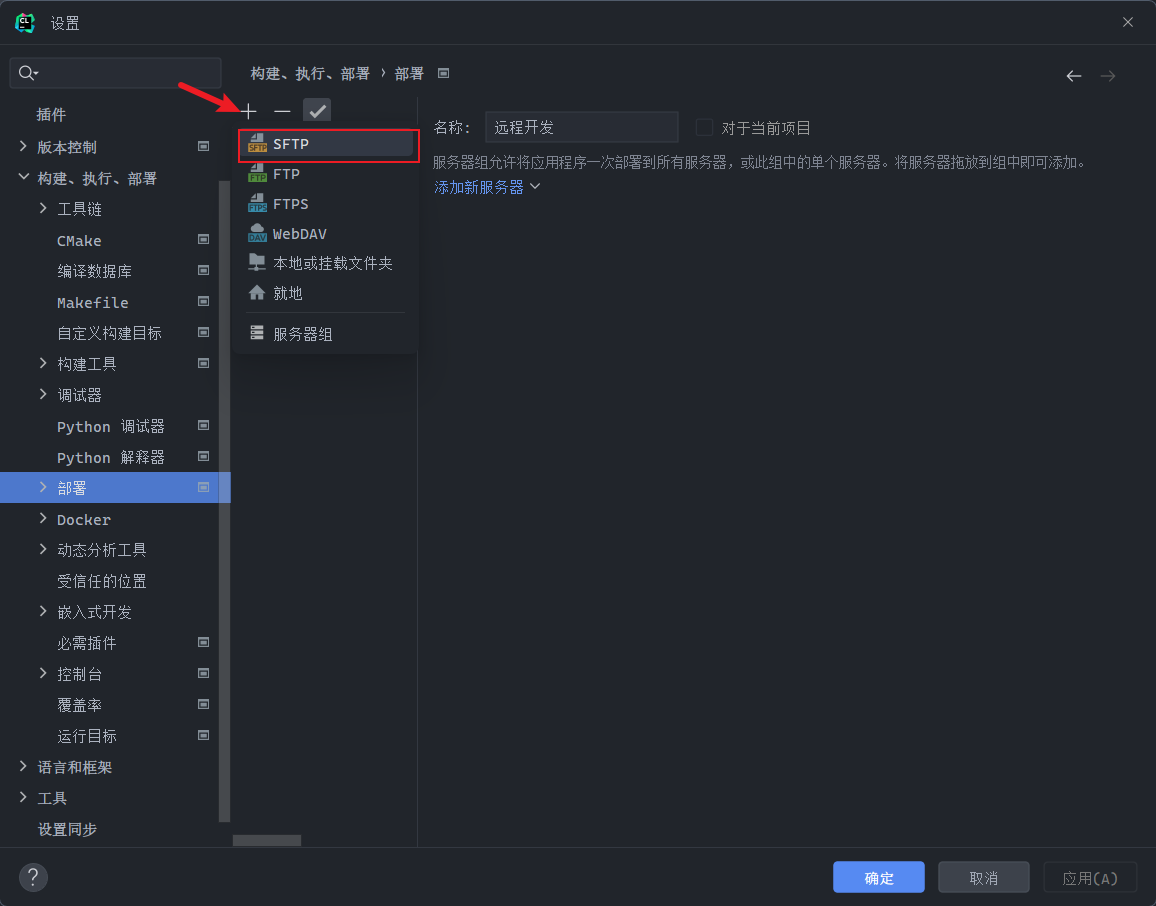 设置
构建、执行、部署 › 部署
插件
版本控制
构建、执行、部署
工具链
CMake
编译数据库
Makefile
自定义构建目标
构建工具
调试器
Python 调试器
Python 解释器
部署
Docker
动态分析工具
受信任的位置
嵌入式开发
必需插件
控制台
覆盖率
运行目标
语言和框架
工具
设置同步
SFTP
SFTP
FTP
FTP
FTPS
FTPS
DAV
WebDAV
本地或挂载文件夹
就地
服务器组
名称：
远程开发
对于当前项目
服务器组允许将应用程序一次部署到所有服务器，或此组中的单个服务器。将服务器拖放到组中即可添加。
添加新服务器
?
确定
取消
应用(A)